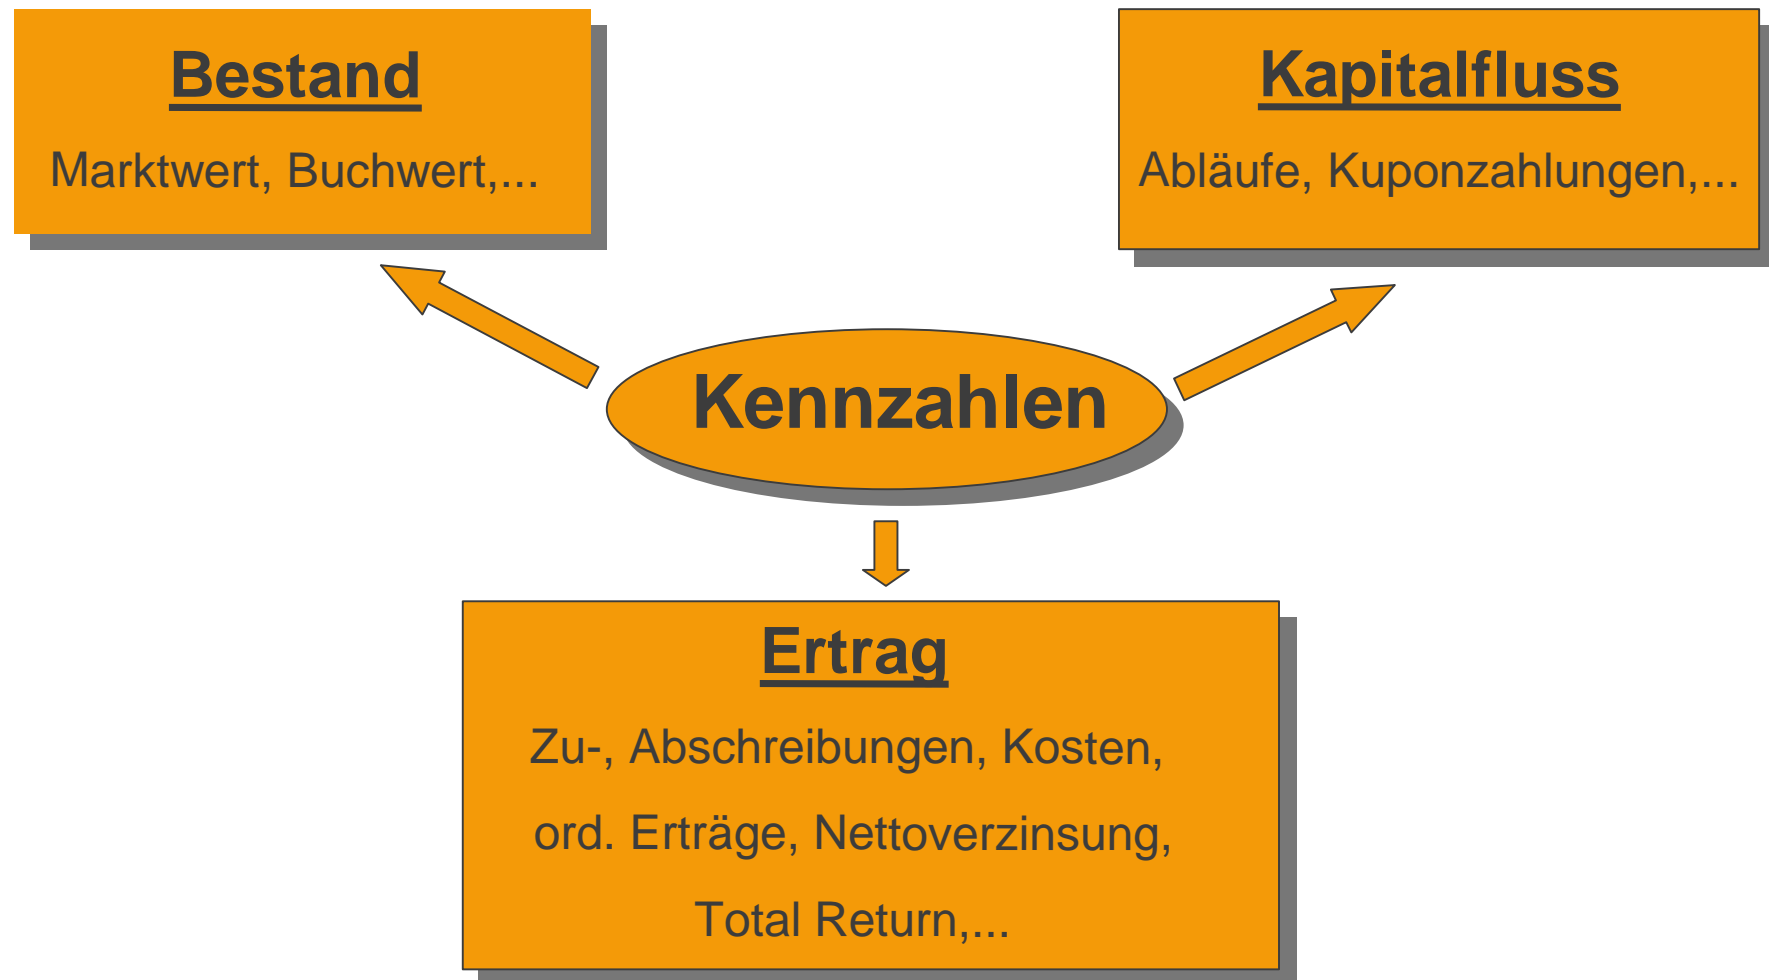 Bestand
Marktwert, Buchwert,...
Kapitalfluss
Abläufe, Kuponzahlungen,...
Kennzahlen
Ertrag
Zu-, Abschreibungen, Kosten,
ord. Erträge, Nettoverzinsung,
Total Return,...